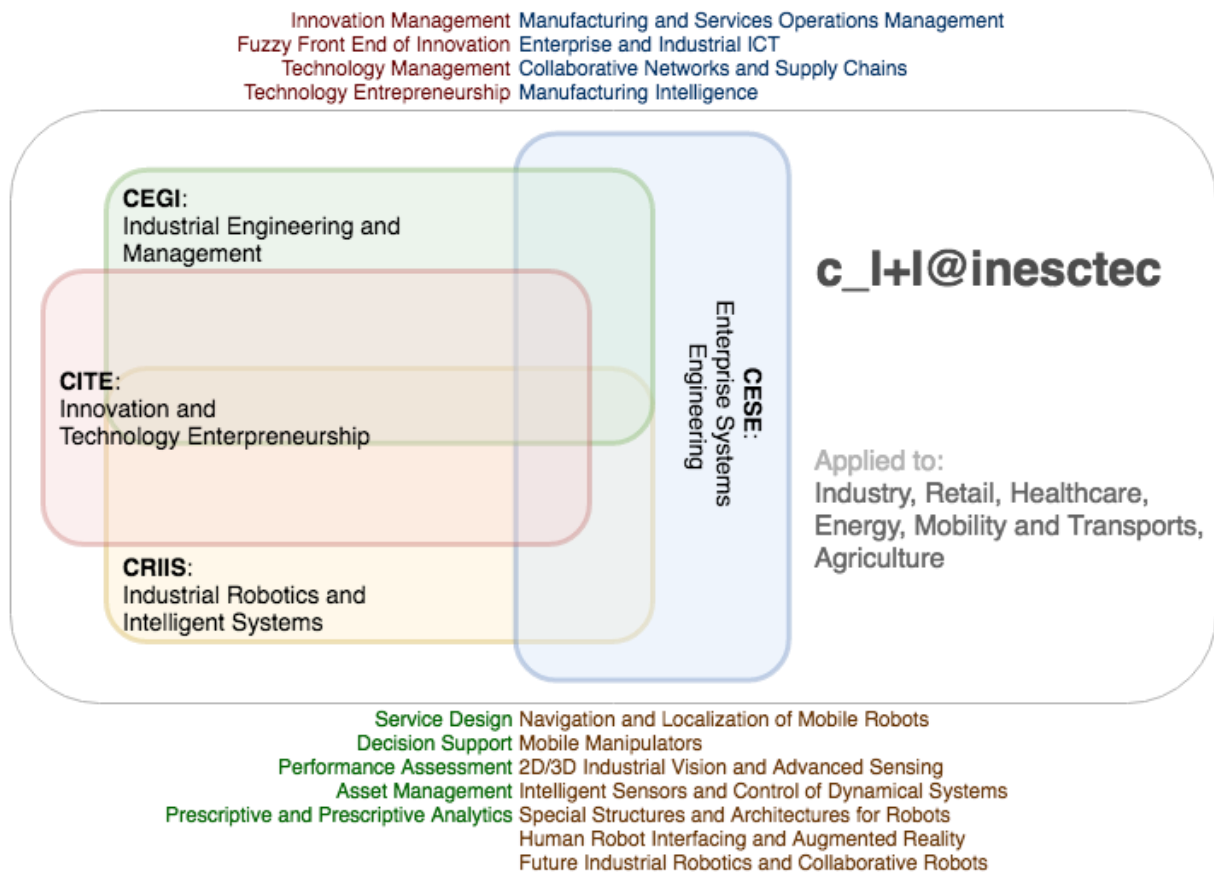 Innovation Management Manufacturing and Services Operations Management
Fuzzy Front End of Innovation Enterprise and Industrial ICT
Technology Management Collaborative Networks and Supply Chains
Technology Entrepreneurship Manufacturing Intelligence
CEGI:
Industrial Engineering and
Management
CITE:
Innovation and
Technology Enterpreneurship
CRIIS:
Industrial Robotics and
Intelligent Systems
CESE:
Enterprise Systems
Engineering
c_I+I@inesctec
Applied to:
Industry, Retail, Healthcare,
Energy, Mobility and Transports,
Agriculture
Service Design Navigation and Localization of Mobile Robots
Decision Support Mobile Manipulators
Performance Assessment 2D/3D Industrial Vision and Advanced Sensing
Asset Management Intelligent Sensors and Control of Dynamical Systems
Prescriptive and Prescriptive Analytics Special Structures and Architectures for Robots
Human Robot Interfacing and Augmented Reality
Future Industrial Robotics and Collaborative Robots